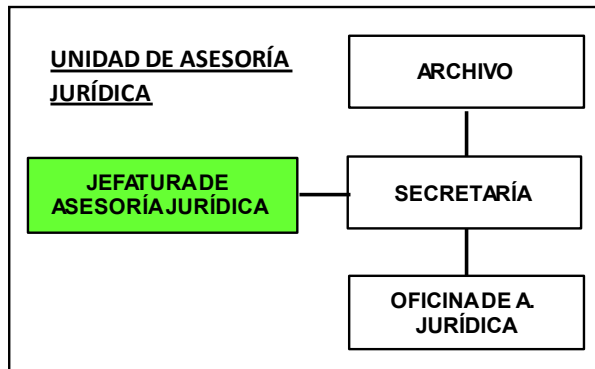 UNIDAD DE ASESORÍA
JURÍDICA
ARCHIVO
JEFATURA DE
ASESORÍA JURÍDICA
SECRETARÍA
OFICINA DE A.
JURÍDICA